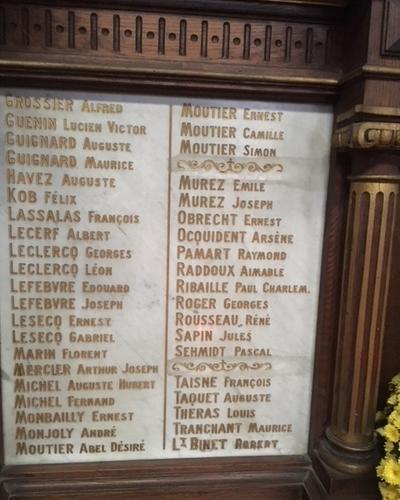 GROSSIER ALFRED
GUENIN LUCIEN VICTOR
GUIGNARD AUGUSTE
GUIGNARD MAURICE
HAVEZ AUGUSTE
KOB FÉLIX
LASSALAS FRANÇOIS
LECERF ALBERT
LECLERCQ GEORGES
LECLERCQ LÉON
LEFEBVRE EDOUARD
LEFEBVRE JOSEPH
LESECQ ERNEST
LESECQ GABRIEL
MARIN FLORENT
MERCLER ARTHUR JOSEPH
MICHEL AUGUSTE HUBERT
MICHEL FERNAND
MONBAILLY ERNEST
MONJOLY ANDRÉ
MOUTIER ABEL DÉSIRÉ
MOUTIER ERNEST
MOUTIER CAMILLE
MOUTIER SIMON
MUREZ EMILE
MUREZ JOSEPH
OBRECHT ERNEST
OCQUIDENT ARSÈNE
PAMART RAYMOND
RADDOUX AIMABLE
RIBAILLE PAUL CHARLEM.
ROGER GEORGES
ROUSSEAU RÉNÉ
SAPIN JULES
SEHMIDT PASCAL
TAISNE FRANÇOIS
TAQUET AUGUSTE
THERAS LOUIS
TRANCHANT MAURICE
LX BINET ROBERT